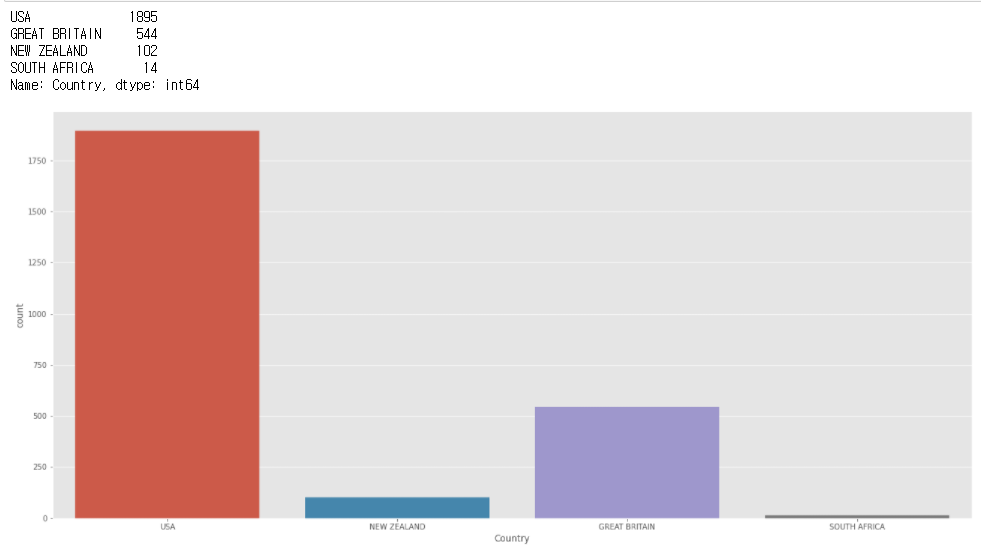 USA 1895
GREAT BRITAIN 544
NEW ZEALAND 102
SOUTH AFRICA 14
Name: Country, dtype: int64
1750
1500
1250
1000
750
500
250
0
count
USA NEW ZEALAND GREAT BRITAIN SOUTH AFRICA
Country